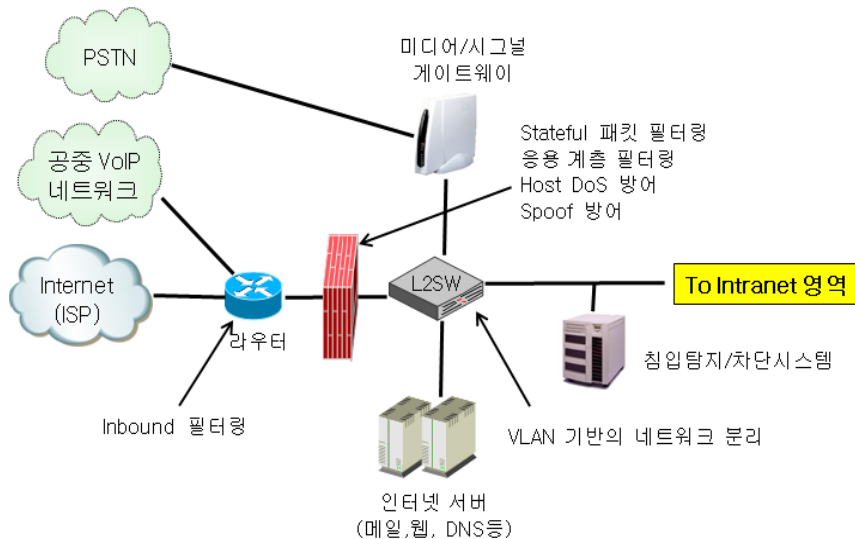 PSTN
미디어/시그널
게이트웨이
공중 VoIP
네트워크
Stateful 패킷 필터링
응용 계층 필터링
Host DoS 방어
Spoof 방어
Internet
(ISP)
라우터
L2SW
To Intranet 영역
침입탐지/차단시스템
Inbound 필터링
VLAN 기반의 네트워크 분리
인터넷 서버
(메일,웹, DNS등)